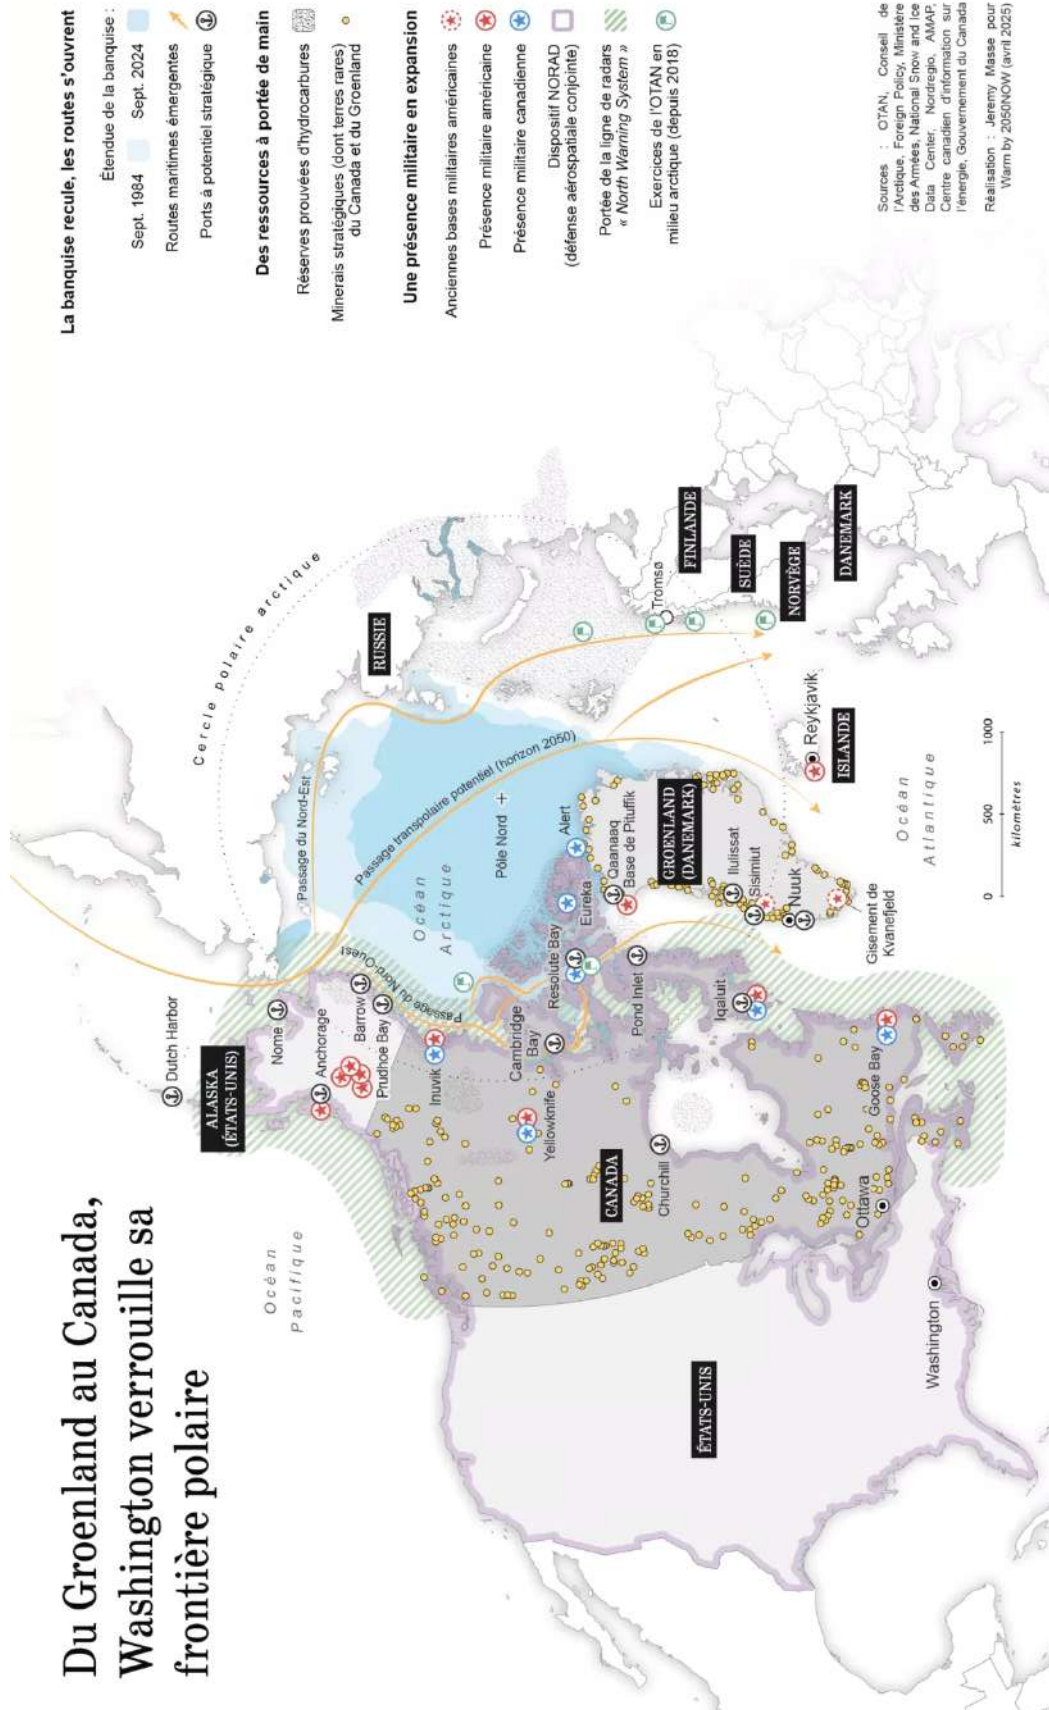 Du Groenland au Canada,
Washington verrouille sa
frontière polaire
La banquise recule, les routes s'ouvrent
Étendue de la banquise :
Sept. 1984
Sept. 2024
Routes maritimes émergentes
Ports à potentiel stratégique
Des ressources à portée de main
Réserves prouvées d'hydrocarbures
Minerais stratégiques (dont terres rares)
du Canada et du Groenland
Une présence militaire en expansion
Anciennes bases militaires américaines
Présence militaire américaine
Présence militaire canadienne
Dispositif NORAD
(défense aérospatiale conjointe)
Portée de la ligne de radars
« North Warning System »
Exercices de l'OTAN en
milieu arctique (depuis 2018)
Sources : OTAN, Conseil de
l'Arctique, Foreign Policy, Ministère
des Armées, National Snow and Ice
Data Center, Nordregio, AMAP,
Centre canadien d'information sur
l'énergie, Gouvernement du Canada
Réalisation : Jeremy Masse pour
Warm by 2050NOW (avril 2025)
Cercle polaire arctique
RUSSIE
Passage du Nord-Est
Passage transpolaire potentiel (horizon 2050)
Pôle Nord
Océan
Arctique
Passage du Nord-Ouest
Dutch Harbor
ALASKA
(ÉTATS-UNIS)
Nome
Anchorage
Barrow
Prudhoe Bay
Inuvik
Océan
Pacifique
Yellowknife
Cambridge
Bay
Resolute Bay
Eureka
Alert
Qaanaaq
Base de Pituffik
GROENLAND
(DANEMARK)
Ilulissat
Sisimiut
Nuuk
Gisement de
Kvanefjeld
Pond Inlet
Iqaluit
Churchill
CANADA
Goose Bay
Ottawa
Washington
ÉTATS-UNIS
Tromsø
FINLANDE
SUÈDE
NORVÈGE
DANEMARK
Reykjavik
ISLANDE
Océan
Atlantique
0
500
1000
kilomètres